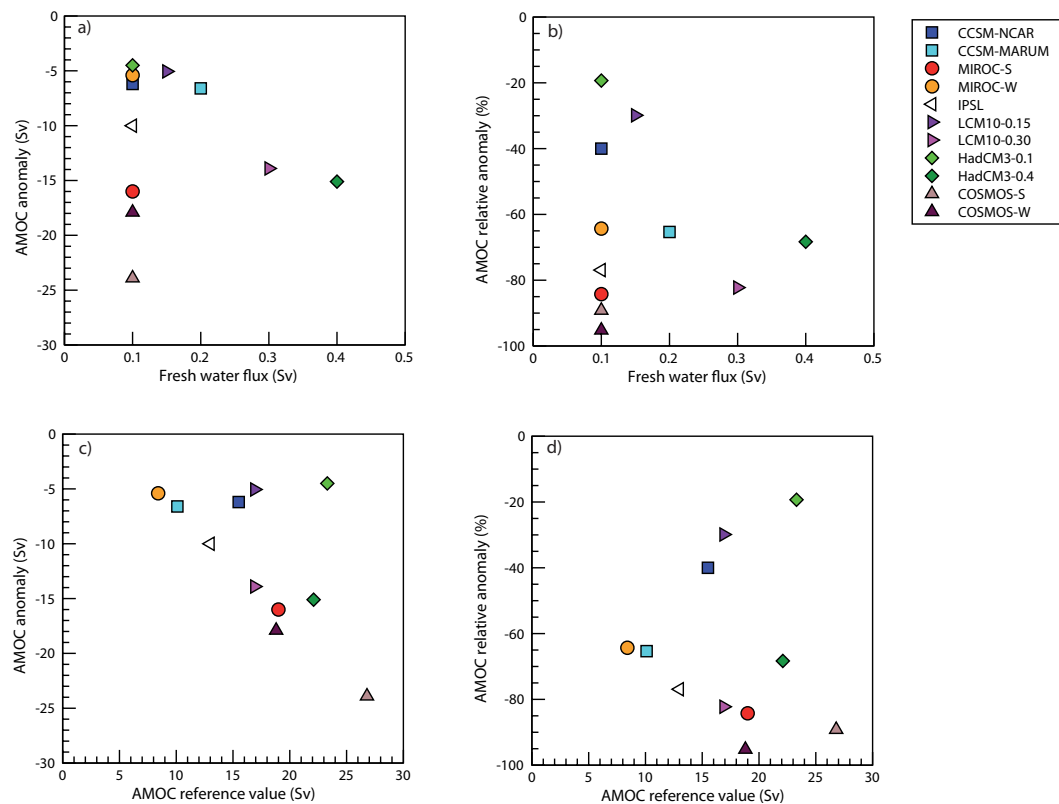 a)
AMOC anomaly (Sv)
0
-5
-10
-15
-20
-25
-30
0
0.1
0.2
0.3
0.4
0.5
Fresh water flux (Sv)
b)
AMOC relative anomaly (%)
0
-20
-40
-60
-80
-100
0
0.1
0.2
0.3
0.4
0.5
Fresh water flux (Sv)
CCSM-NCAR
CCSM-MARUM
MIROC-S
MIROC-W
IPSL
LCM10-0.15
LCM10-0.30
HadCM3-0.1
HadCM3-0.4
COSMOS-S
COSMOS-W
c)
AMOC anomaly (Sv)
0
-5
-10
-15
-20
-25
-30
0
5
10
15
20
25
30
AMOC reference value (Sv)
d)
AMOC relative anomaly (%)
0
-20
-40
-60
-80
-100
0
5
10
15
20
25
30
AMOC reference value (Sv)